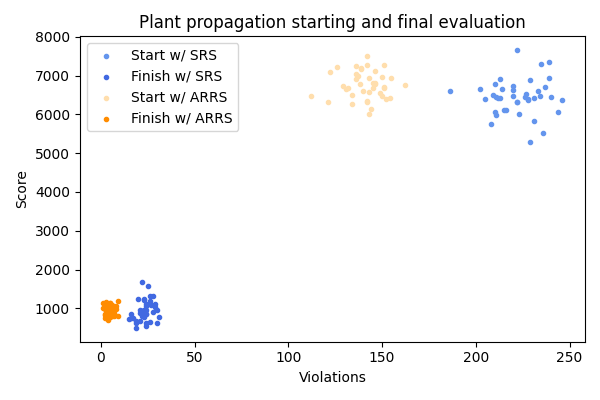 Plant propagation starting and final evaluation
Start w/ SRS
Finish w/ SRS
Start w/ ARRS
Finish w/ ARRS
Score
8000
7000
6000
5000
4000
3000
2000
1000
0
50
100
150
200
250
Violations